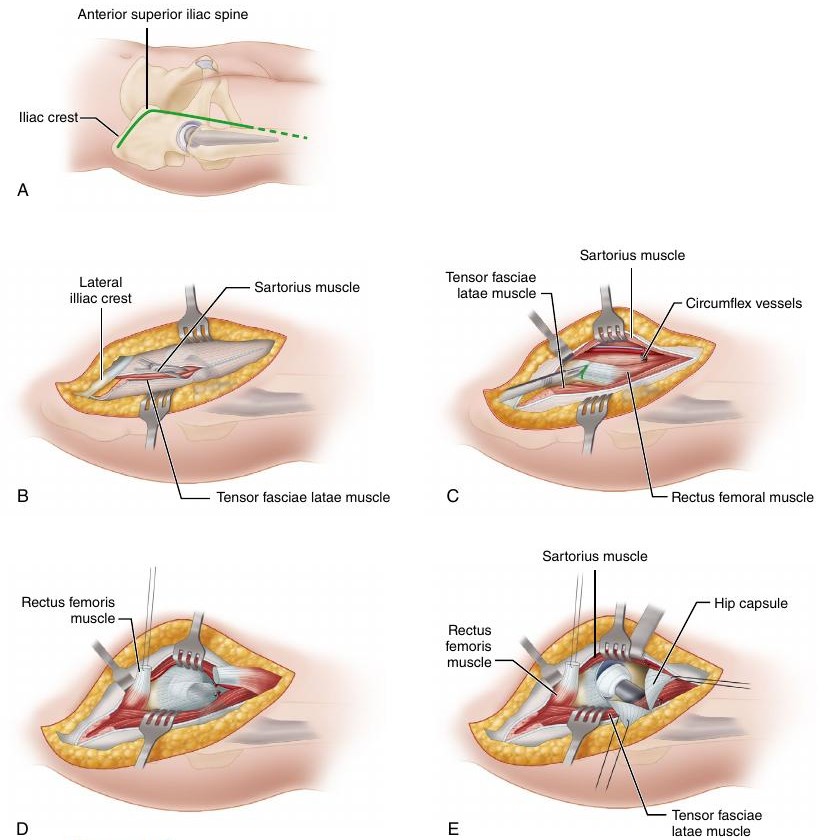 Anterior superior iliac spine
Iliac crest
A
Lateral
illiac crest
Sartorius muscle
Tensor fasciae latae muscle
B
Sartorius muscle
Tensor fasciae
latae muscle
Circumflex vessels
Rectus femoral muscle
C
Rectus femoris
muscle
D
Sartorius muscle
Hip capsule
Rectus
femoris
muscle
Tensor fasciae
latae muscle
E